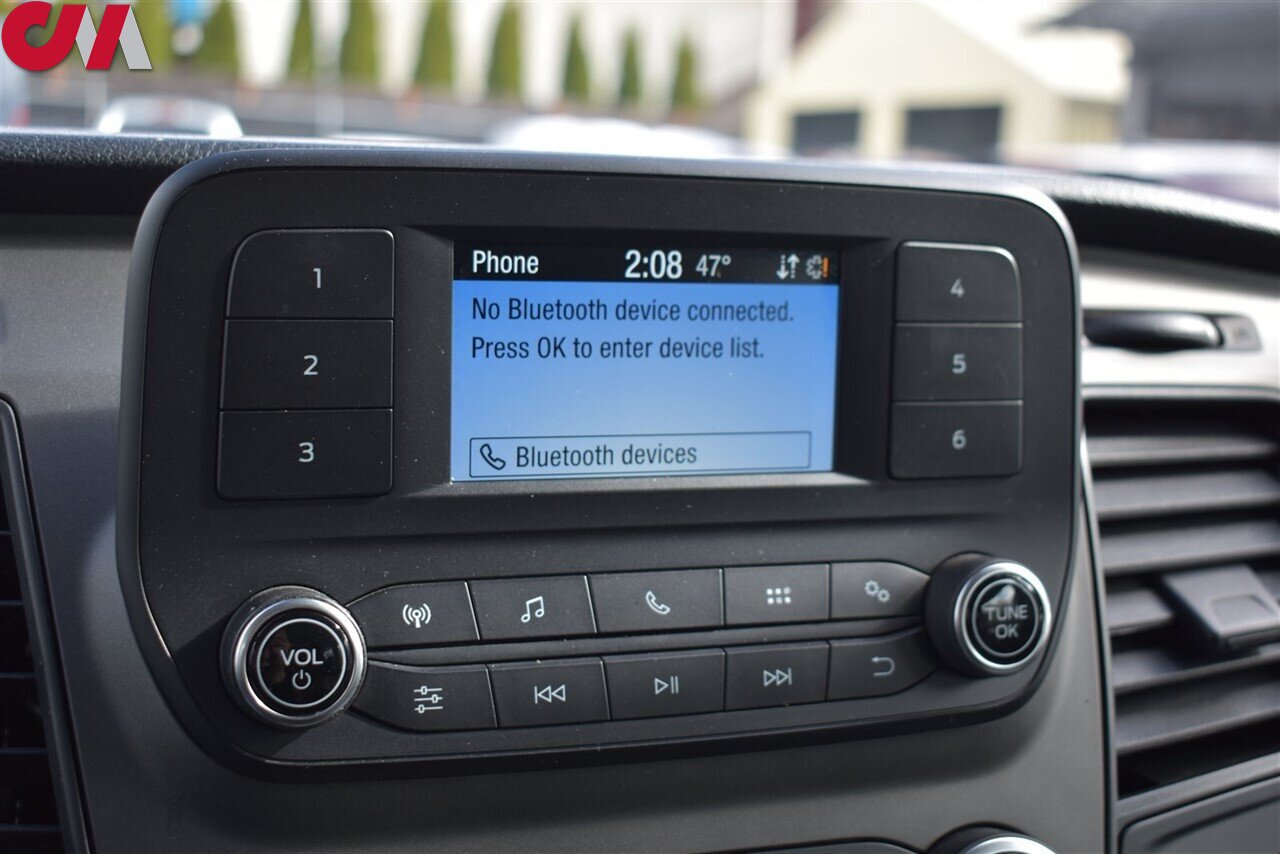 CM
Phone 2:08 47°
No Bluetooth device connected.
Press OK to enter device list.
Bluetooth devices
1
2
3
4
5
6
VOL
TUNE
OK